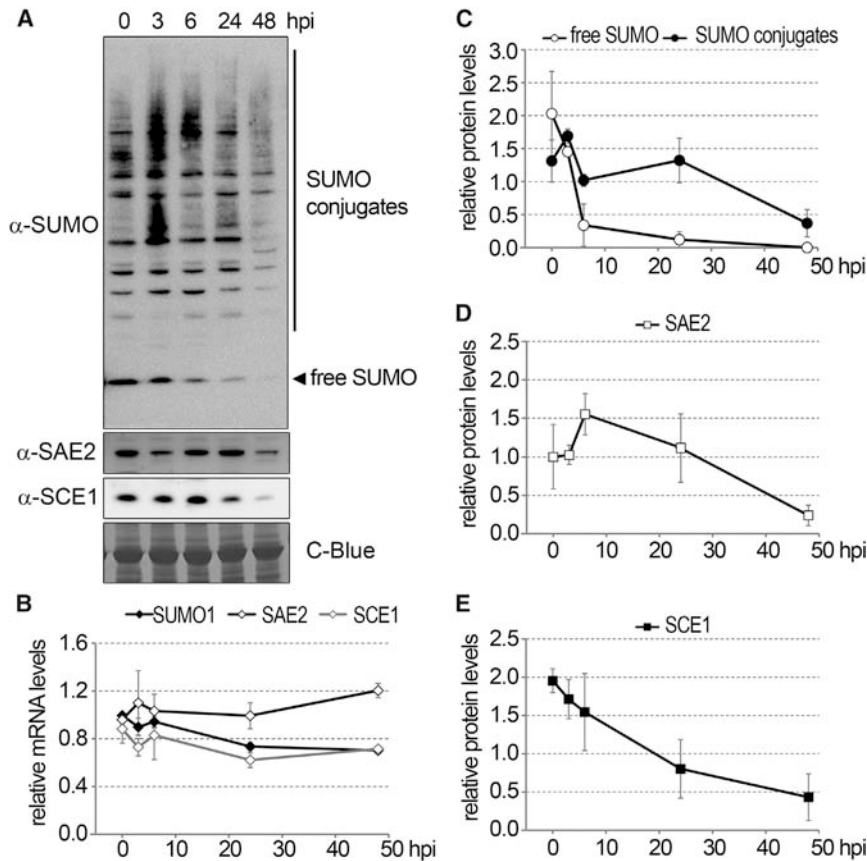 A
0 3 6 24 48 hpi
α-SUMO
SUMO
conjugates
free SUMO
α-SAE2
α-SCE1
C-Blue
B
SUMO1 SAE2 SCE1
relative mRNA levels
1.6
1.2
0.8
0.4
0.0
0 10 20 30 40 50 hpi
C
free SUMO SUMO conjugates
relative protein levels
3.0
2.5
2.0
1.5
1.0
0.5
0.0
0 10 20 30 40 50 hpi
D
SAE2
relative protein levels
2.5
2.0
1.5
1.0
0.5
0.0
0 10 20 30 40 50 hpi
E
SCE1
relative protein levels
2.5
2.0
1.5
1.0
0.5
0.0
0 10 20 30 40 50 hpi